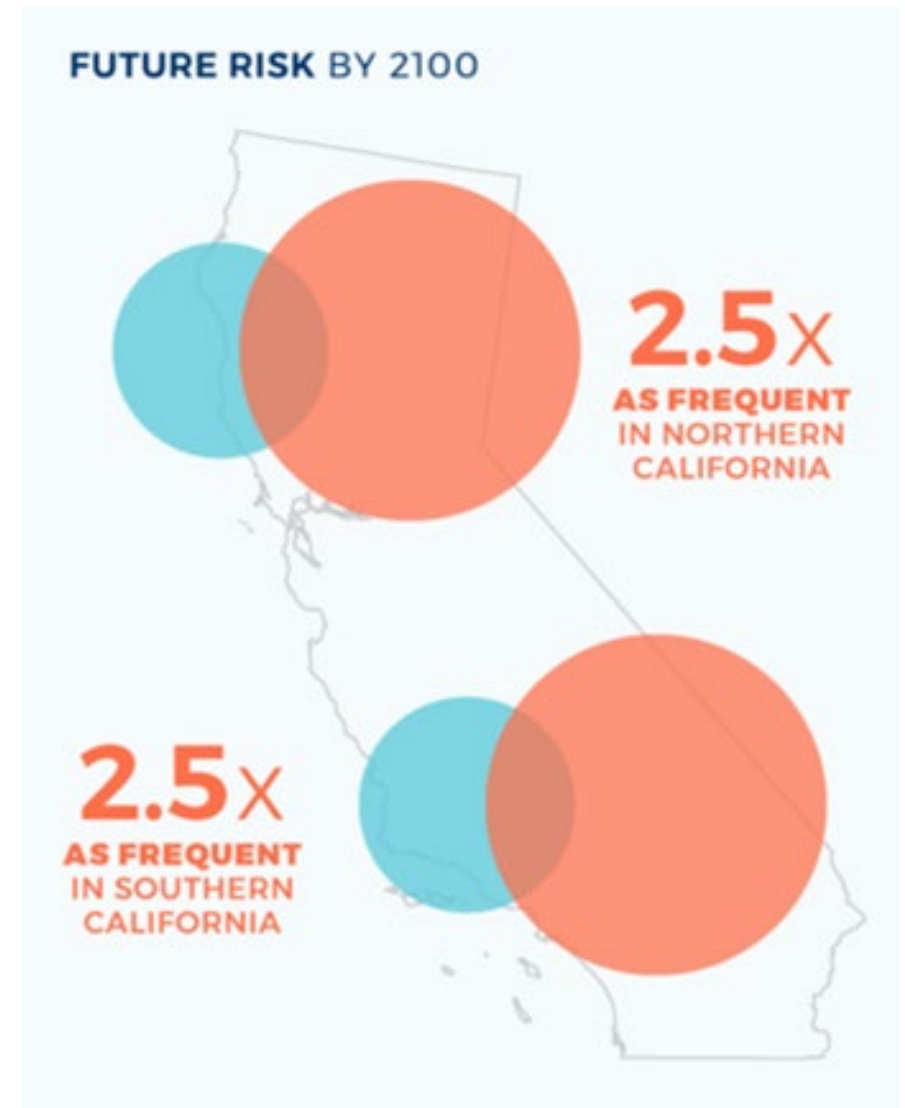 FUTURE RISK BY 2100
2.5X
AS FREQUENT
IN NORTHERN
CALIFORNIA
2.5X
AS FREQUENT
IN SOUTHERN
CALIFORNIA